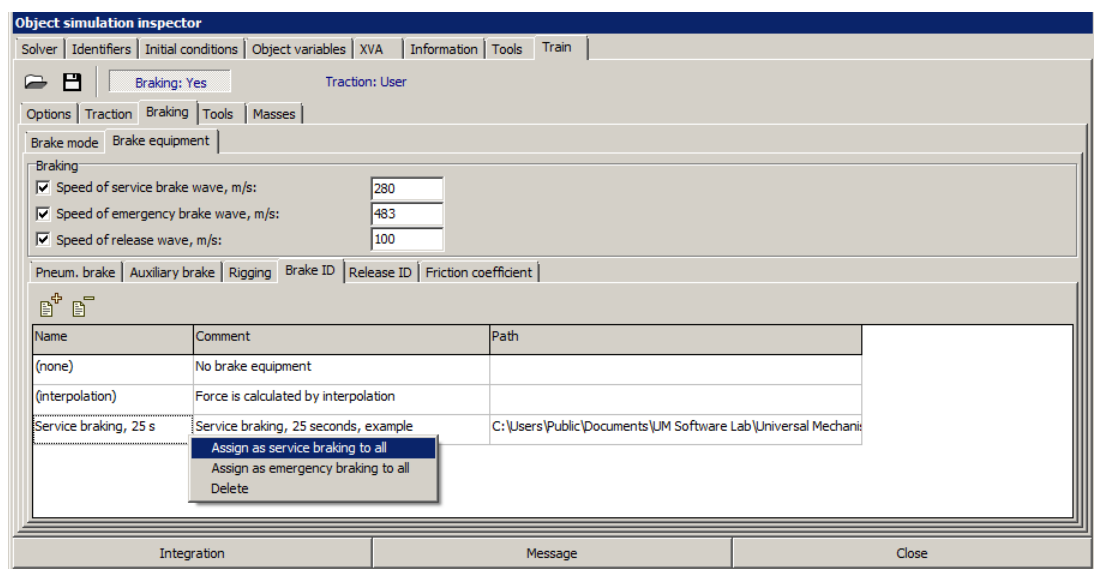 Object simulation inspector
Solver Identifiers Initial conditions Object variables XVA Information Tools Train
Braking: Yes Traction: User
Options Traction Braking Tools Masses
Brake mode Brake equipment
Braking
Speed of service brake wave, m/s: 280
Speed of emergency brake wave, m/s: 483
Speed of release wave, m/s: 100
Pneum. brake Auxiliary brake Rigging Brake ID Release ID Friction coefficient
Name Comment Path
(none) No brake equipment
(interpolation) Force is calculated by interpolation
Service braking, 25 s Service braking, 25 seconds, example C:\Users\Public\Documents\UM Software Lab\Universal Mechanis
Assign as service braking to all
Assign as emergency braking to all
Delete
Integration Message Close